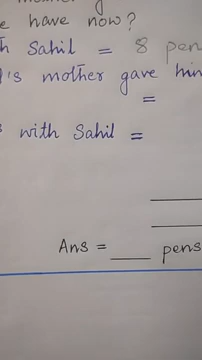 have now?
Sahil = 8 pen
's mother gave him
=
with Sahil =
Ans = ____ pens